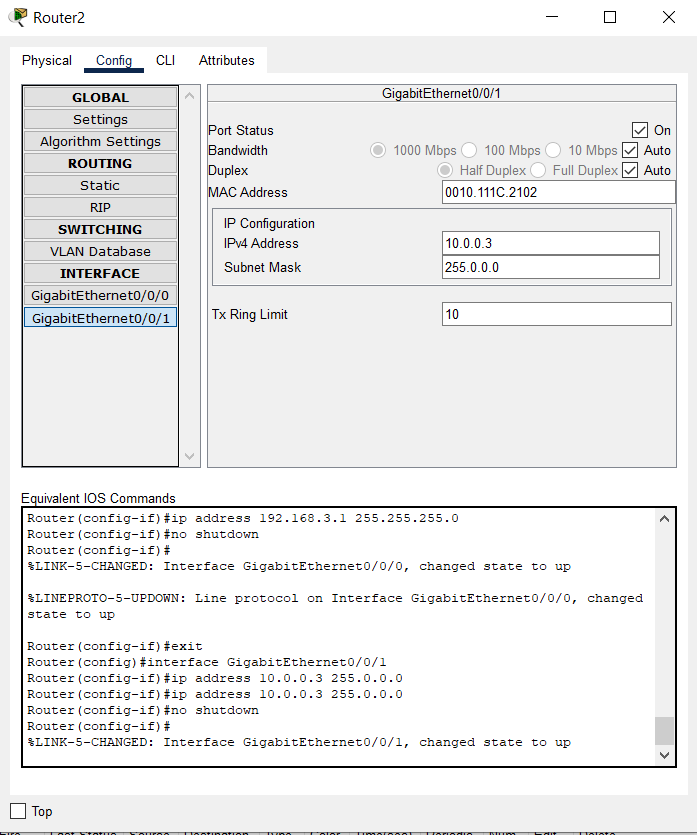 Router2
Physical Config CLI Attributes
GLOBAL
Settings
Algorithm Settings
ROUTING
Static
RIP
SWITCHING
VLAN Database
INTERFACE
GigabitEthernet0/0/0
GigabitEthernet0/0/1
GigabitEthernet0/0/1
Port Status On
Bandwidth 1000 Mbps 100 Mbps 10 Mbps Auto
Duplex Half Duplex Full Duplex Auto
MAC Address 0010.111C.2102
IP Configuration
IPv4 Address 10.0.0.3
Subnet Mask 255.0.0.0
Tx Ring Limit 10
Equivalent IOS Commands
Router(config-if)#ip address 192.168.3.1 255.255.255.0
Router(config-if)#no shutdown
Router(config-if)#
%LINK-5-CHANGED: Interface GigabitEthernet0/0/0, changed state to up
%LINEPROTO-5-UPDOWN: Line protocol on Interface GigabitEthernet0/0/0, changed
state to up
Router(config-if)#exit
Router(config)#interface GigabitEthernet0/0/1
Router(config-if)#ip address 10.0.0.3 255.0.0.0
Router(config-if)#ip address 10.0.0.3 255.0.0.0
Router(config-if)#no shutdown
Router(config-if)#
%LINK-5-CHANGED: Interface GigabitEthernet0/0/1, changed state to up
Top